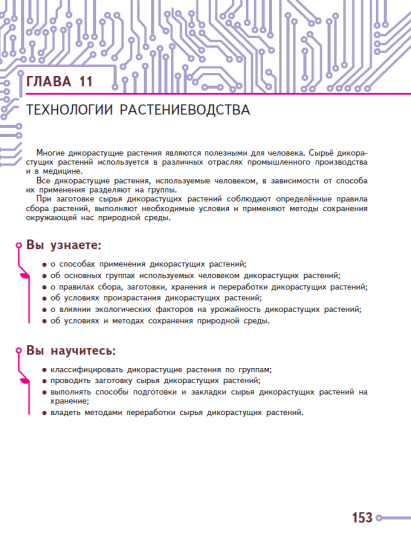 ГЛАВА 11
ТЕХНОЛОГИИ РАСТЕНИЕВОДСТВА
Многие дикорастущие растения являются полезными для человека. Сырьё дикора-
стущих растений используется в различных отраслях промышленного производства
и в медицине.
Все дикорастущие растения, используемые человеком, в зависимости от способа
их применения разделяют на группы.
При заготовке сырья дикорастущих растений соблюдают определённые правила
сбора растений, выполняют необходимые условия и применяют методы сохранения
окружающей нас природной среды.
Вы узнаете:
● о способах применения дикорастущих растений;
● об основных группах используемых человеком дикорастущих растений;
● о правилах сбора, заготовки, хранения и переработки дикорастущих растений;
● об условиях произрастания дикорастущих растений;
● о влиянии экологических факторов на урожайность дикорастущих растений;
● об условиях и методах сохранения природной среды.
Вы научитесь:
● классифицировать дикорастущие растения по группам;
● проводить заготовку сырья дикорастущих растений;
● выполнять способы подготовки и закладки сырья дикорастущих растений на
хранение;
● владеть методами переработки сырья дикорастущих растений.
153